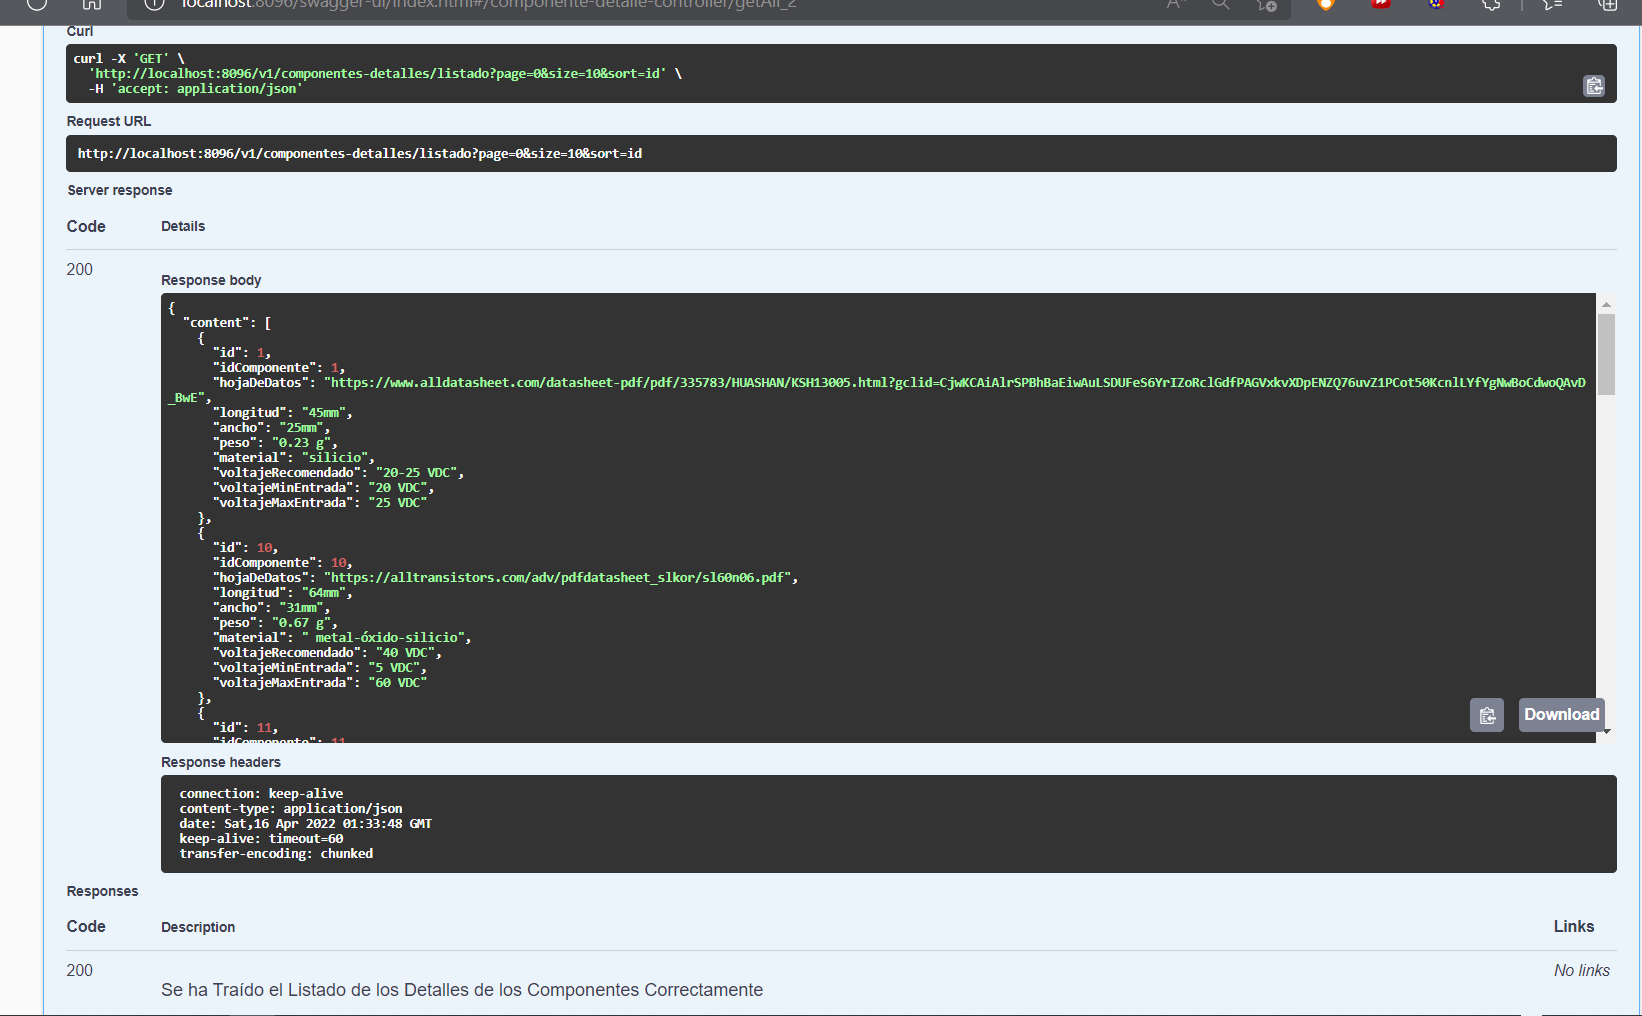 localhost:8096/swagger-ui/index.html#/componente-detalle-controller/getAll_2
Curl
curl -X 'GET' \
'http://localhost:8096/v1/componentes-detalles/listado?page=0&size=10&sort=id' \
-H 'accept: application/json'
Request URL
http://localhost:8096/v1/componentes-detalles/listado?page=0&size=10&sort=id
Server response
Code Details
200
Response body
{
"content": [
{
"id": 1,
"idComponente": 1,
"hojaDeDatos": "https://www.alldatasheet.com/datasheet-pdf/pdf/335783/HUASHAN/KSH13005.html?gclid=CjwKCAiAlrSPBhBaEiwAuLSDUFeS6YrIZoRclGdfPAGVxkvXDpENZQ76uvZ1PCot50KcnlLYfYgNwBoCdwoQAvD
_BwE",
"longitud": "45mm",
"ancho": "25mm",
"peso": "0.23 g",
"material": "silicio",
"voltajeRecomendado": "20-25 VDC",
"voltajeMinEntrada": "20 VDC",
"voltajeMaxEntrada": "25 VDC"
},
{
"id": 10,
"idComponente": 10,
"hojaDeDatos": "https://alltransistors.com/adv/pdfdatasheet_slkor/sl60n06.pdf",
"longitud": "64mm",
"ancho": "31mm",
"peso": "0.67 g",
"material": " metal-óxido-silicio",
"voltajeRecomendado": "40 VDC",
"voltajeMinEntrada": "5 VDC",
"voltajeMaxEntrada": "60 VDC"
},
{
"id": 11,
"idComponente": 11
Download
Response headers
connection: keep-alive
content-type: application/json
date: Sat,16 Apr 2022 01:33:48 GMT
keep-alive: timeout=60
transfer-encoding: chunked
Responses
Code Description Links
200 No links
Se ha Traído el Listado de los Detalles de los Componentes Correctamente